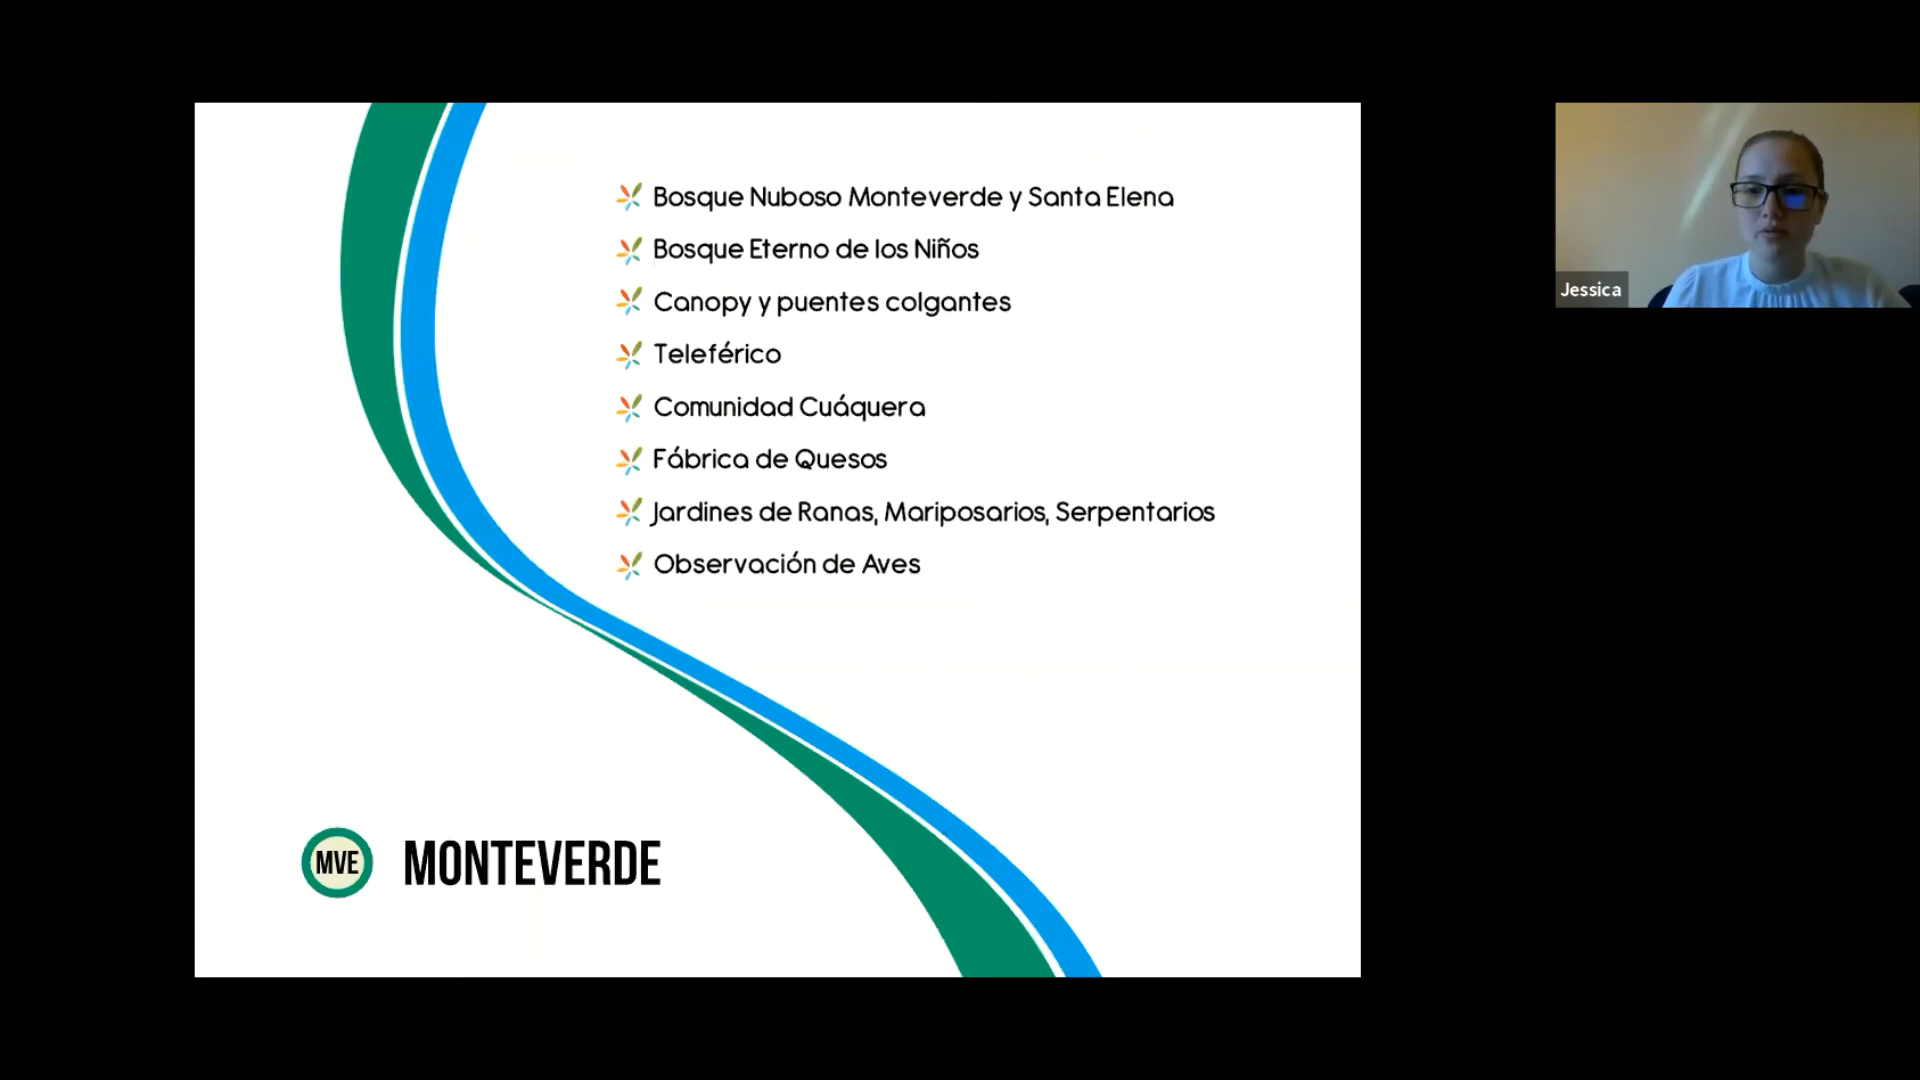 Bosque Nuboso Monteverde y Santa Elena
Bosque Eterno de los Niños
Canopy y puentes colgantes
Teleférico
Comunidad Cuáquera
Fábrica de Quesos
Jardines de Ranas, Mariposarios, Serpentarios
Observación de Aves
MVE MONTEVERDE
Jessica